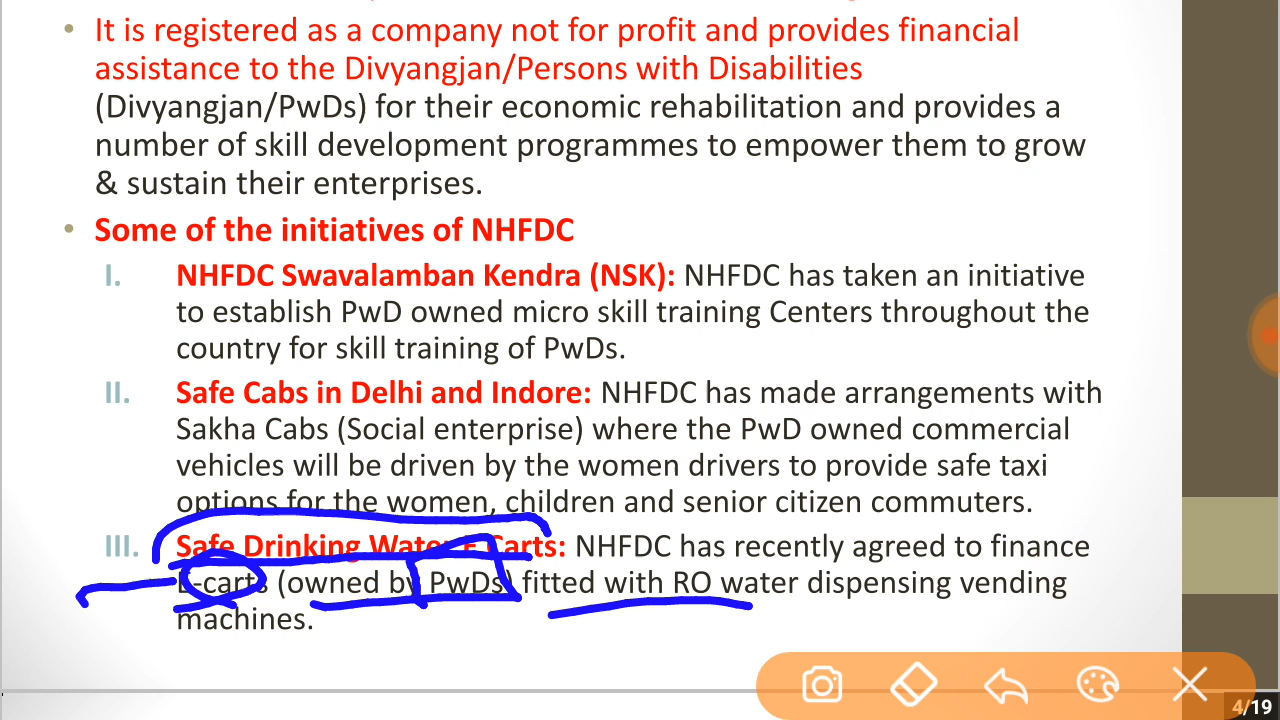 • It is registered as a company not for profit and provides financial
assistance to the Divyangjan/Persons with Disabilities
(Divyangjan/PwDs) for their economic rehabilitation and provides a
number of skill development programmes to empower them to grow
& sustain their enterprises.
• Some of the initiatives of NHFDC
I. NHFDC Swavalamban Kendra (NSK): NHFDC has taken an initiative
to establish PwD owned micro skill training Centers throughout the
country for skill training of PwDs.
II. Safe Cabs in Delhi and Indore: NHFDC has made arrangements with
Sakha Cabs (Social enterprise) where the PwD owned commercial
vehicles will be driven by the women drivers to provide safe taxi
options for the women, children and senior citizen commuters.
III. Safe Drinking Water E Carts: NHFDC has recently agreed to finance
E-carts (owned by PwDs) fitted with RO water dispensing vending
machines.
4/19